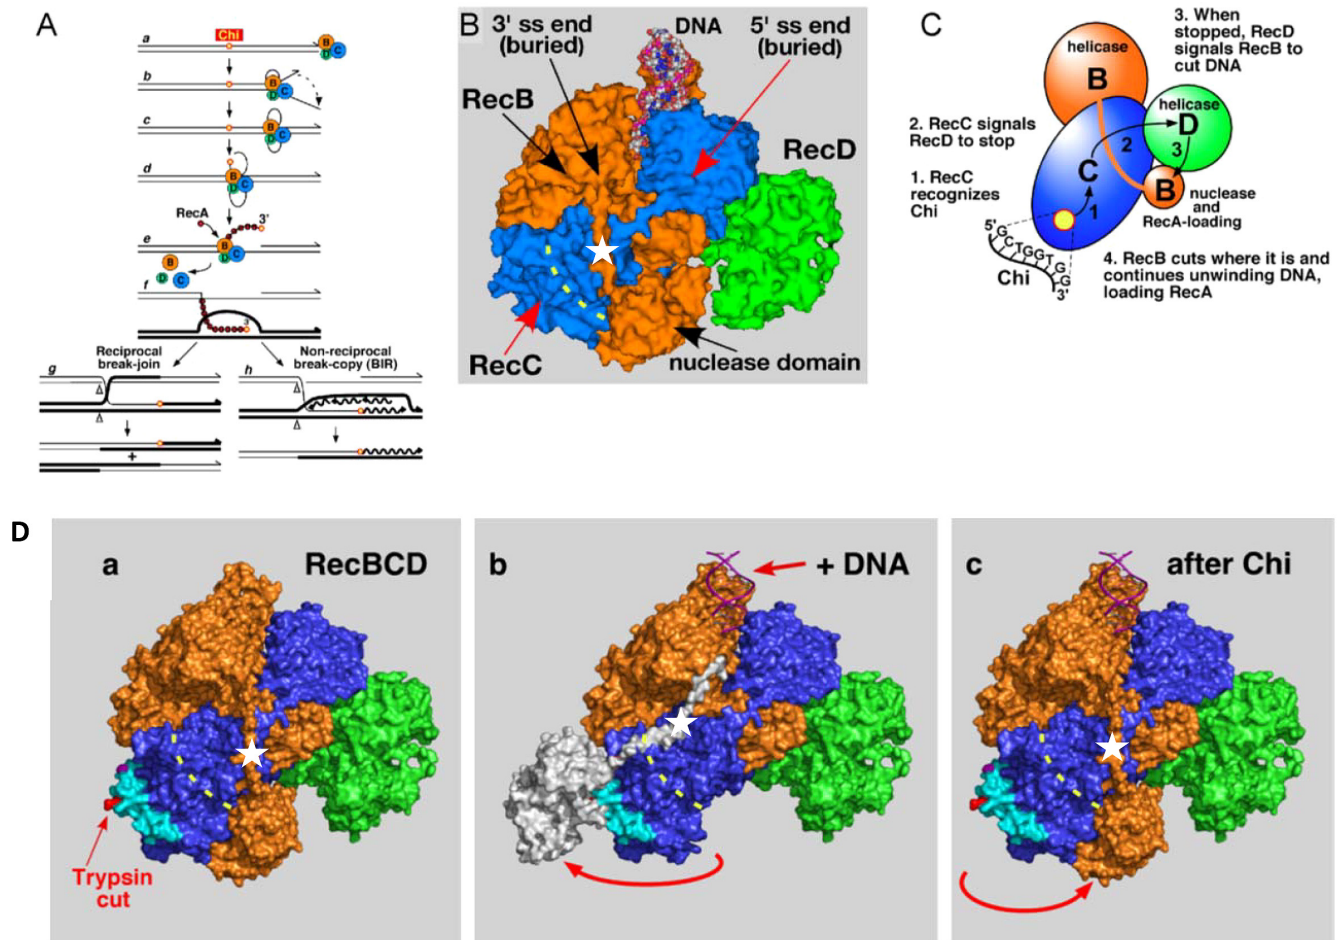 A
Chi
a
B
D
C
b
B
D
C
c
B
D
C
d
B
D
C
RecA
3'
e
B
D
C
B
D
C
f
3'
Reciprocal
break-join
Non-reciprocal
break-copy (BIR)
g
h
+
B
3' ss end
(buried)
DNA
5' ss end
(buried)
RecB
RecD
RecC
nuclease domain
C
helicase
B
3. When
stopped, RecD
signals RecB to
cut DNA
helicase
D
2. RecC signals
RecD to stop
2
3
C
1. RecC
recognizes
Chi
1
B
nuclease
and
RecA-loading
5'
GCTGGTGG
3'
Chi
4. RecB cuts where it is and
continues unwinding DNA,
loading RecA
D
a
RecBCD
Trypsin
cut
b
+ DNA
c
after Chi